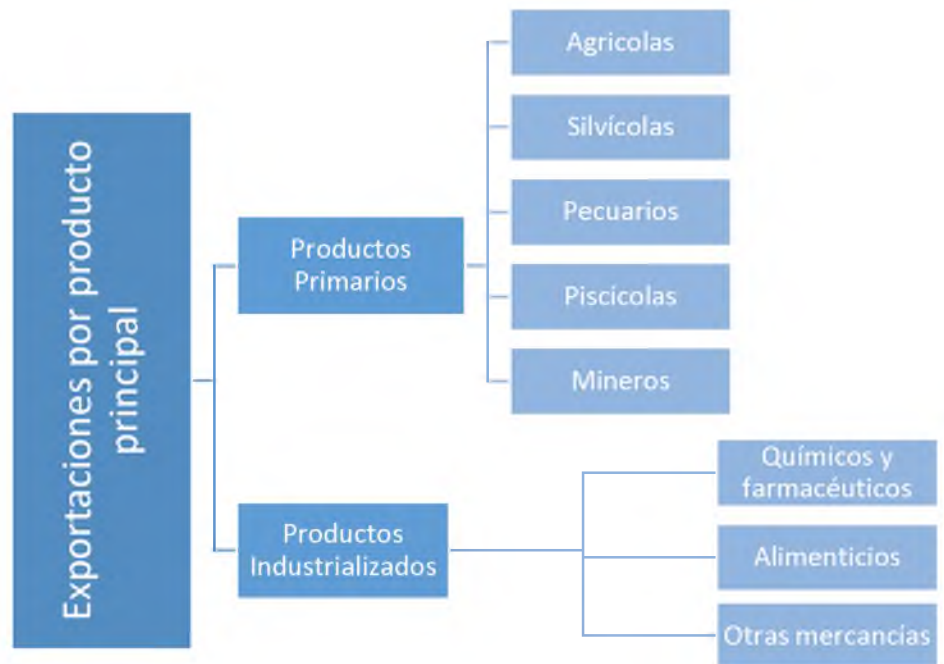 Exportaciones por producto
principal
Productos
Primarios
Agricolas
Silvícolas
Pecuarios
Piscícolas
Mineros
Productos
Industrializados
Químicos y
farmacéuticos
Alimenticios
Otras mercancías